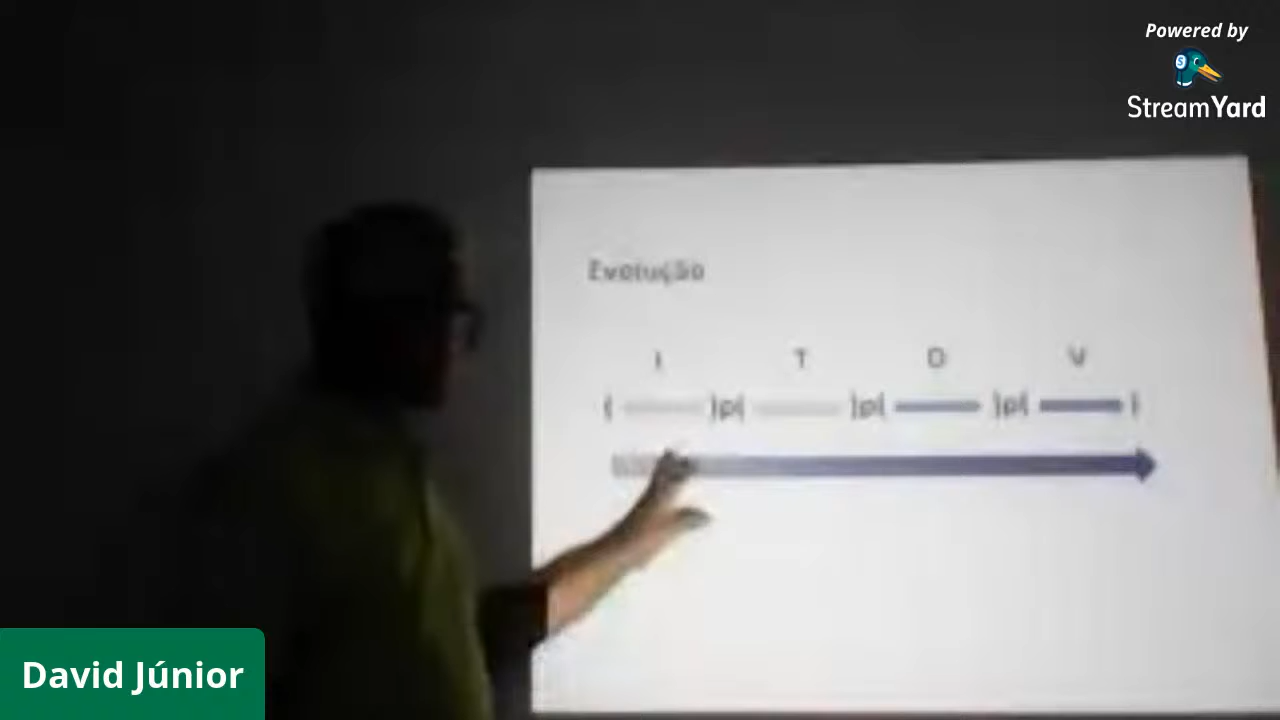 Powered by
StreamYard
Evolução
I T D V
( )p( )p( )p( )
David Júnior